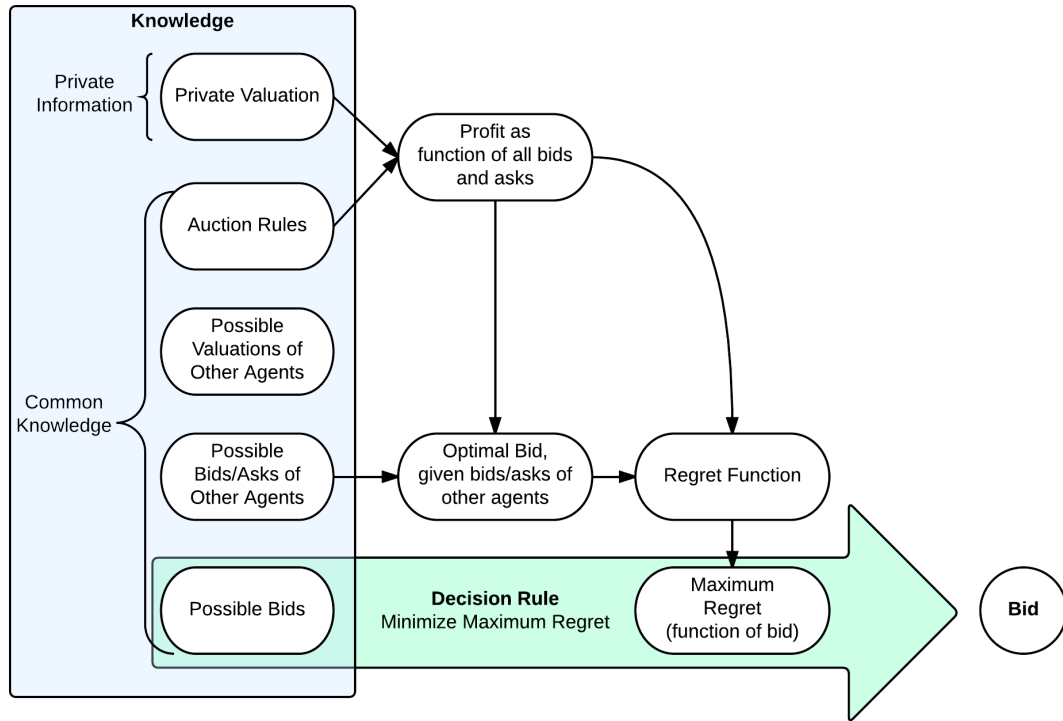 Knowledge
Private
Information
Private Valuation
Profit as
function of all bids
and asks
Auction Rules
Possible
Valuations of
Other Agents
Common
Knowledge
Possible
Bids/Asks of
Other Agents
Optimal Bid,
given bids/asks of
other agents
Regret Function
Possible Bids
Decision Rule
Minimize Maximum Regret
Maximum
Regret
(function of bid)
Bid